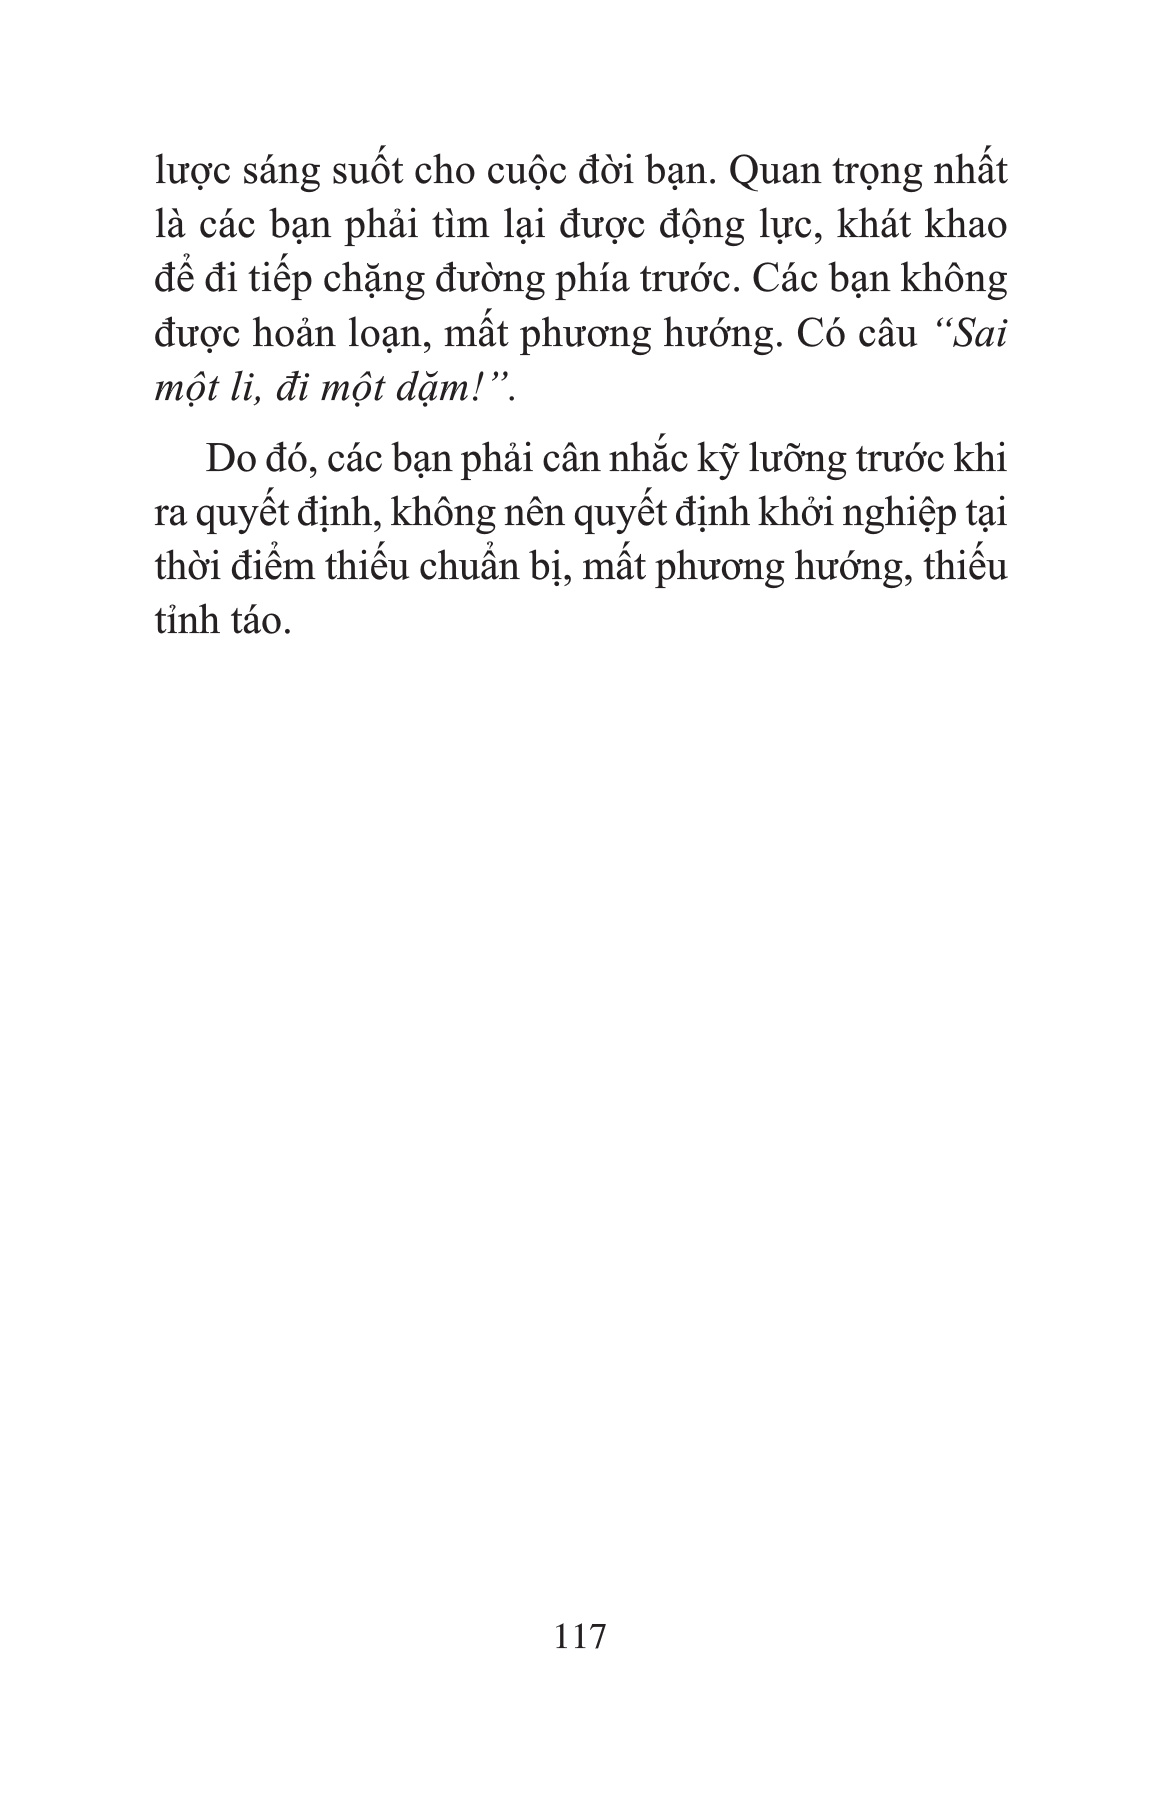 lược sáng suốt cho cuộc đời bạn. Quan trọng nhất
là các bạn phải tìm lại được động lực, khát khao
để đi tiếp chặng đường phía trước. Các bạn không
được hoản loạn, mất phương hướng. Có câu “Sai
một li, đi một dặm!”.
Do đó, các bạn phải cân nhắc kỹ lưỡng trước khi
ra quyết định, không nên quyết định khởi nghiệp tại
thời điểm thiếu chuẩn bị, mất phương hướng, thiếu
tỉnh táo.
117